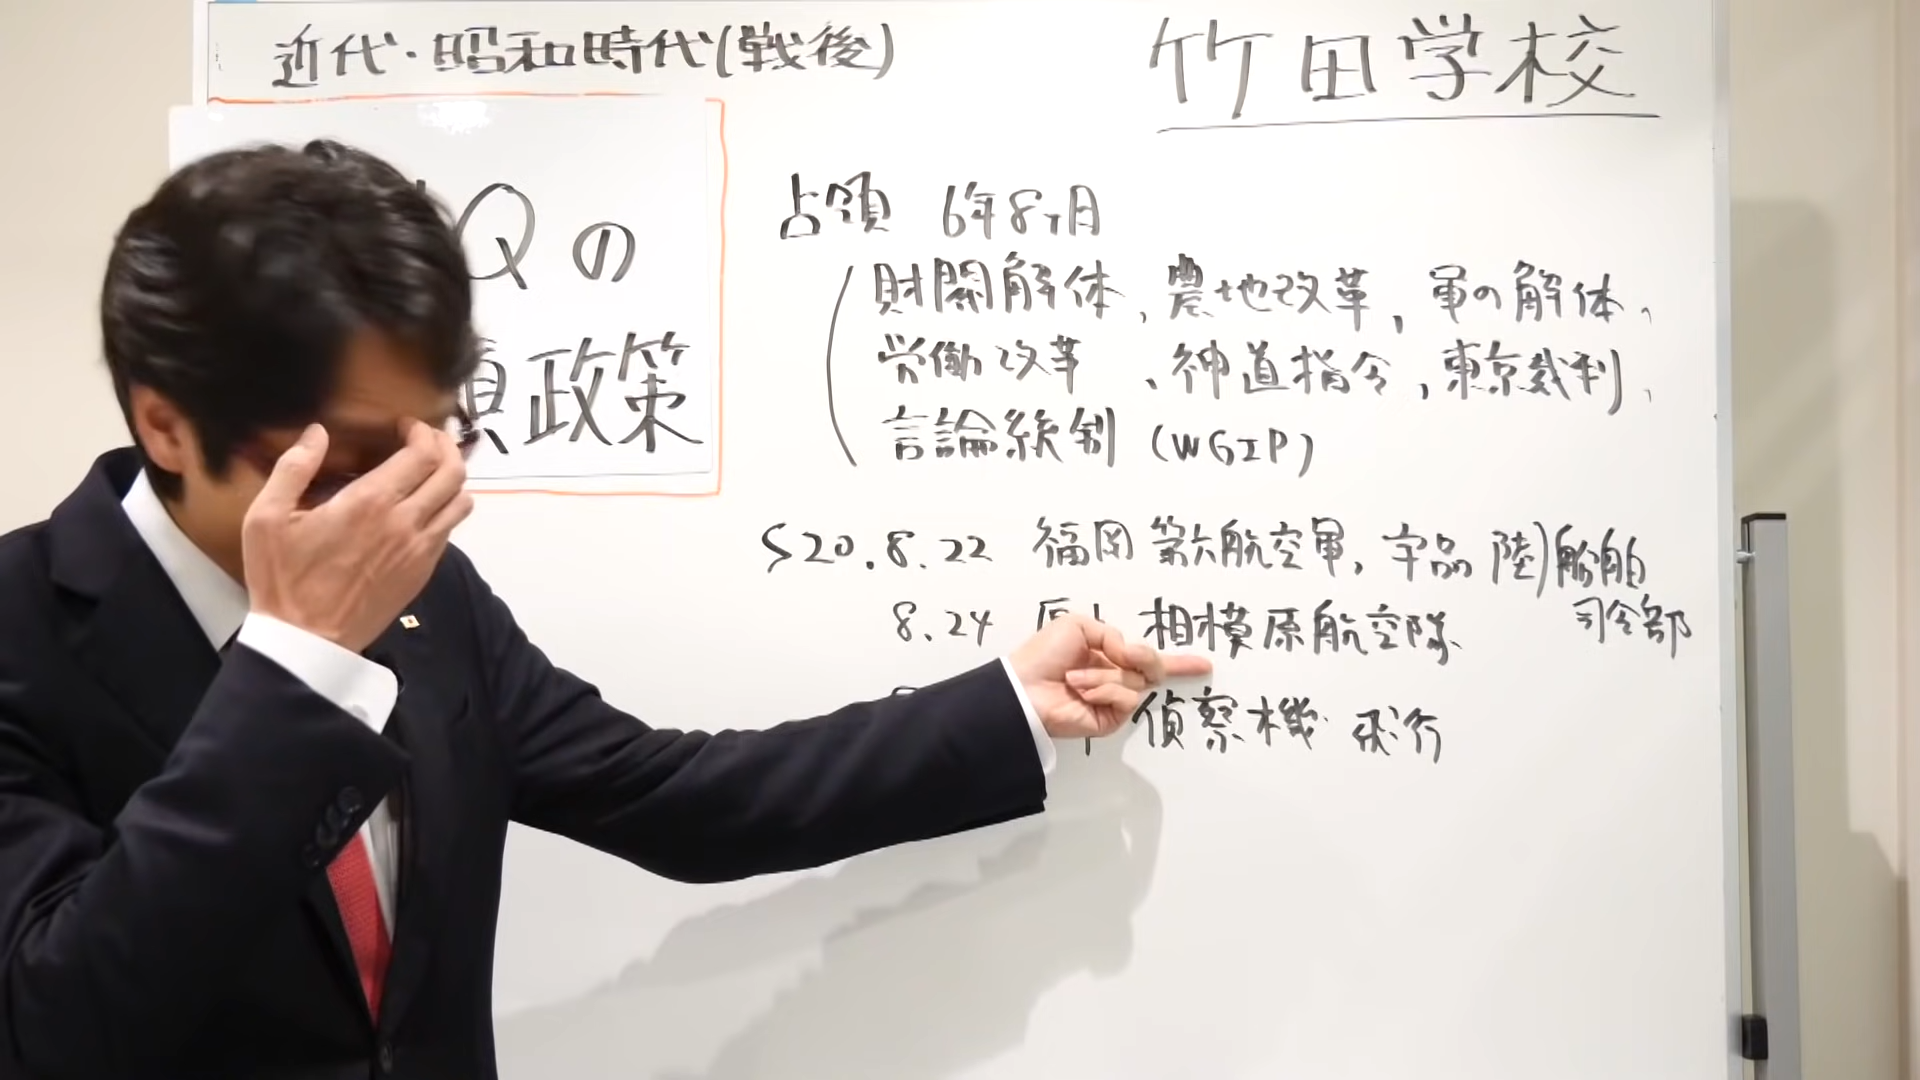 近代・昭和時代(戦後)
竹田学校
Qの
政策
占領 6年8ヶ月
財閥解体、農地改革、軍の解体、
労働改革、神道指令、東京裁判、
言論統制 (WGIP)
S20.8.22 福岡 第六航空軍、宇品 陸)船舶
司令部
8.24 厚木 相模原航空隊
偵察機 飛行